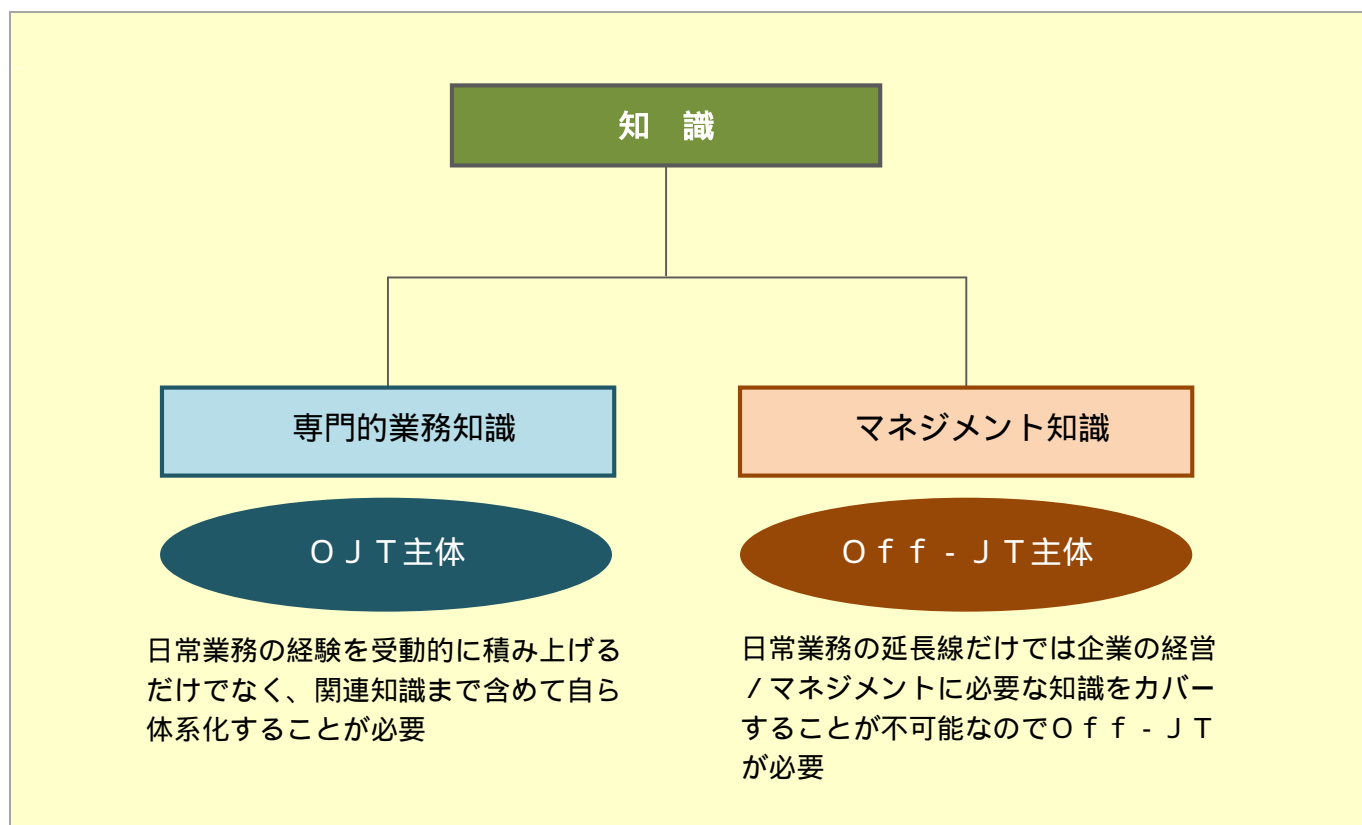 知　識
専門的業務知識
マネジメント知識
ＯＪＴ主体
Ｏｆｆ‐ＪＴ主体
日常業務の経験を受動的に積み上げる
だけでなく、関連知識まで含めて自ら
体系化することが必要
日常業務の延長線だけでは企業の経営
／マネジメントに必要な知識をカバー
することが不可能なのでＯｆｆ‐ＪＴ
が必要